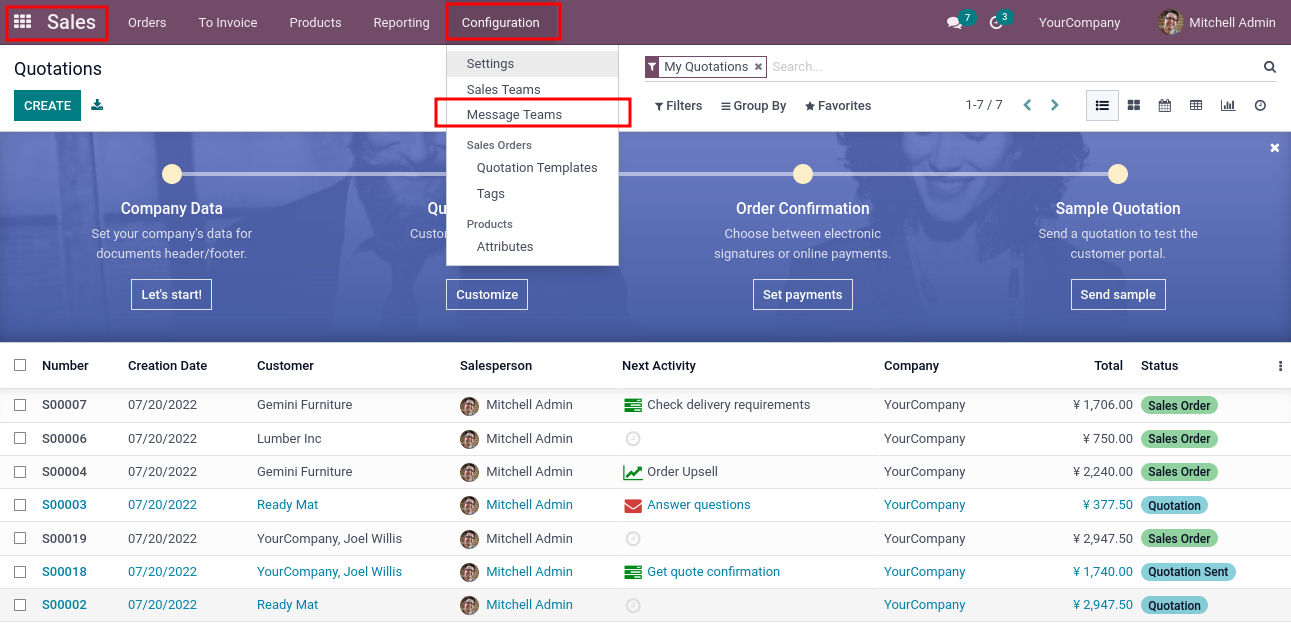 Sales Orders To Invoice Products Reporting Configuration 7 3 YourCompany Mitchell Admin
Quotations
CREATE
Settings
Sales Teams
Message Teams
Sales Orders
Quotation Templates
Tags
Products
Attributes
My Quotations × Search...
Filters Group By Favorites 1-7 / 7
Company Data
Set your company's data for
documents header/footer.
Let's start!
Qu
Custo
Customize
Order Confirmation
Choose between electronic
signatures or online payments.
Set payments
Sample Quotation
Send a quotation to test the
customer portal.
Send sample
Number Creation Date Customer Salesperson Next Activity Company Total Status
S00007 07/20/2022 Gemini Furniture Mitchell Admin Check delivery requirements YourCompany ¥ 1,706.00 Sales Order
S00006 07/20/2022 Lumber Inc Mitchell Admin YourCompany ¥ 750.00 Sales Order
S00004 07/20/2022 Gemini Furniture Mitchell Admin Order Upsell YourCompany ¥ 2,240.00 Sales Order
S00003 07/20/2022 Ready Mat Mitchell Admin Answer questions YourCompany ¥ 377.50 Quotation
S00019 07/20/2022 YourCompany, Joel Willis Mitchell Admin YourCompany ¥ 2,947.50 Sales Order
S00018 07/20/2022 YourCompany, Joel Willis Mitchell Admin Get quote confirmation YourCompany ¥ 1,740.00 Quotation Sent
S00002 07/20/2022 Ready Mat Mitchell Admin YourCompany ¥ 2,947.50 Quotation